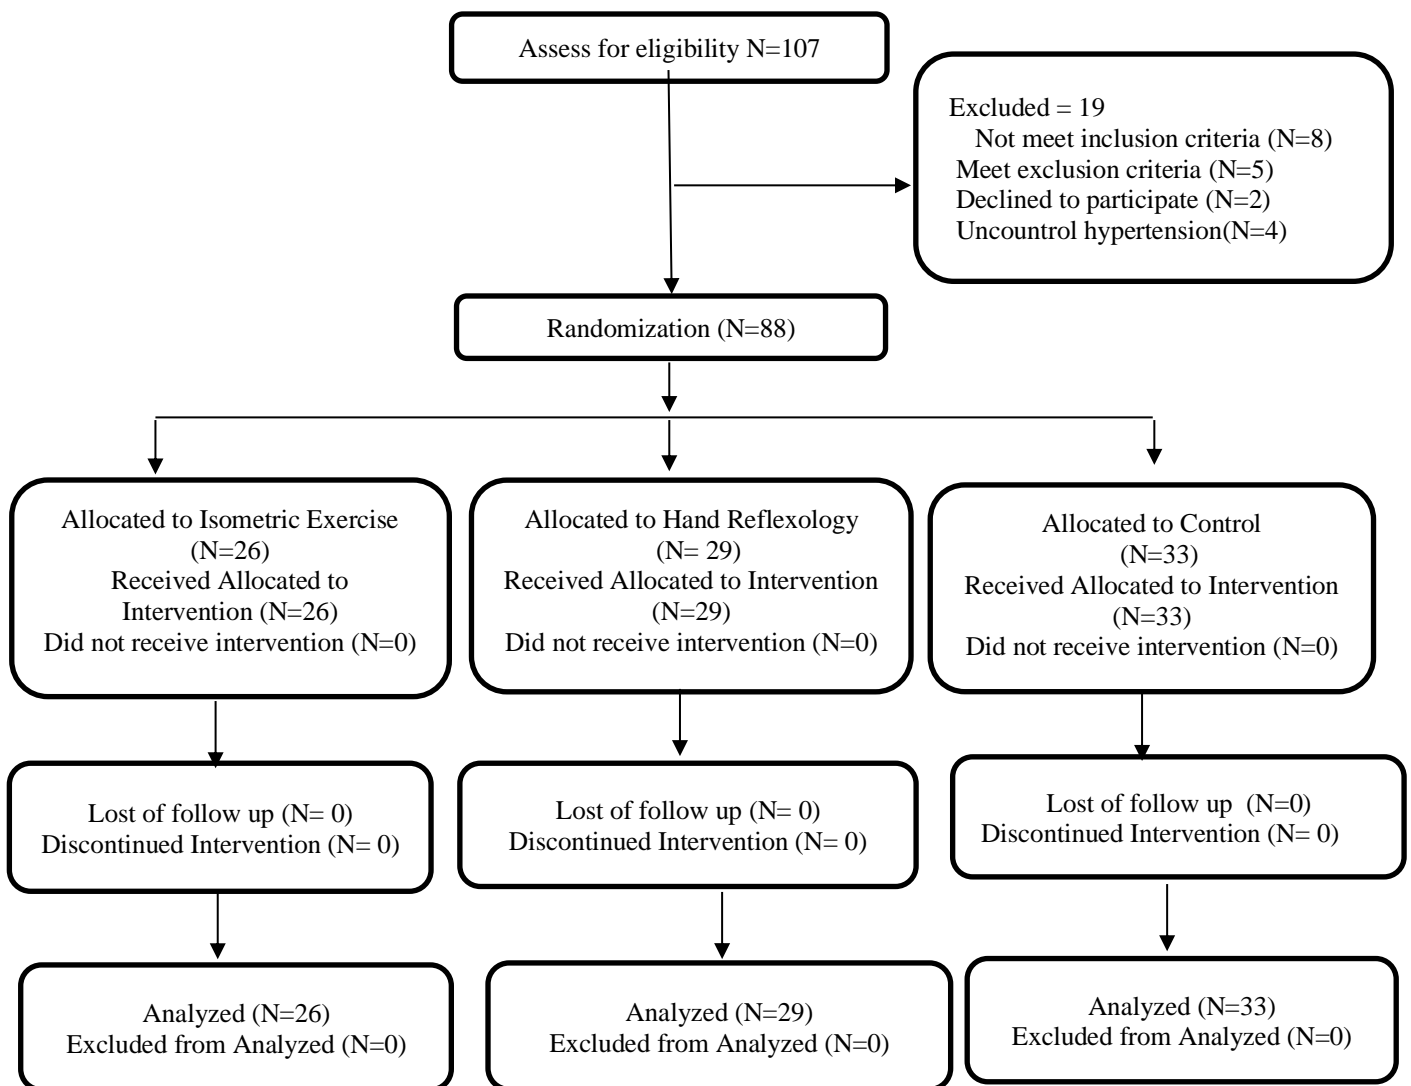 Assess for eligibility N=107
Excluded = 19
Not meet inclusion criteria (N=8)
Meet exclusion criteria (N=5)
Declined to participate (N=2)
Uncountrol hypertension(N=4)
Randomization (N=88)
Allocated to Isometric Exercise
(N=26)
Received Allocated to
Intervention (N=26)
Did not receive intervention (N=0)
Allocated to Hand Reflexology
(N= 29)
Received Allocated to Intervention
(N=29)
Did not receive intervention (N=0)
Allocated to Control
(N=33)
Received Allocated to Intervention
(N=33)
Did not receive intervention (N=0)
Lost of follow up (N= 0)
Discontinued Intervention (N= 0)
Lost of follow up (N= 0)
Discontinued Intervention (N= 0)
Lost of follow up (N=0)
Discontinued Intervention (N= 0)
Analyzed (N=26)
Excluded from Analyzed (N=0)
Analyzed (N=29)
Excluded from Analyzed (N=0)
Analyzed (N=33)
Excluded from Analyzed (N=0)